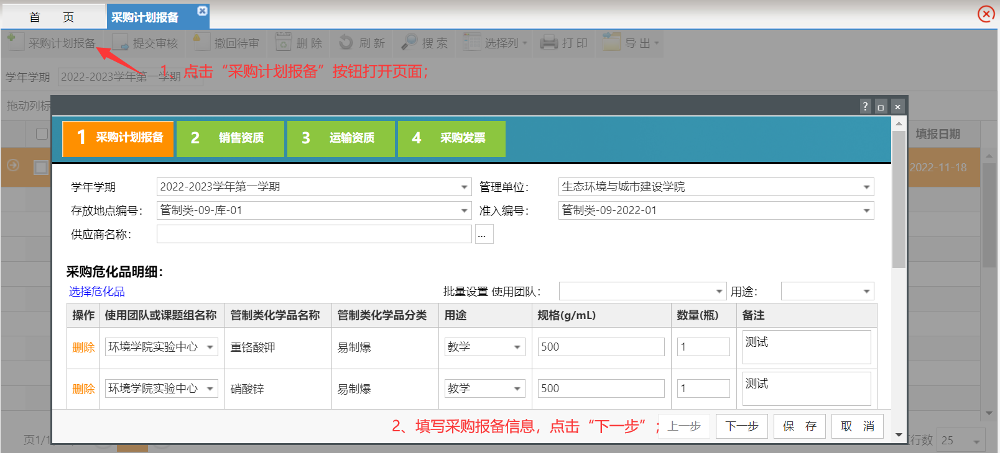 首 页 采购计划报备
采购计划报备 提交审核 撤回待审 删 除 刷 新 搜 索 选择列 打 印 导 出
1、点击“采购计划报备”按钮打开页面；
学年学期 2022-2023学年第一学期
拖动列标
?
填报日期
2022-11-18
1 采购计划报备 2 销售资质 3 运输资质 4 采购发票
学年学期 2022-2023学年第一学期 管理单位： 生态环境与城市建设学院
存放地点编号： 管制类-09-库-01 准入编号： 管制类-09-2022-01
供应商名称： ...
采购危化品明细：
选择危化品 批量设置 使用团队： 用途：
操作 使用团队或课题组名称 管制类化学品名称 管制类化学品分类 用途 规格(g/mL) 数量(瓶) 备注
删除 环境学院实验中心 重铬酸钾 易制爆 教学 500 1 测试
删除 环境学院实验中心 硝酸锌 易制爆 教学 500 1 测试
2、填写采购报备信息，点击“下一步”； 上一步 下一步 保 存 取 消
页1/1 行数 25